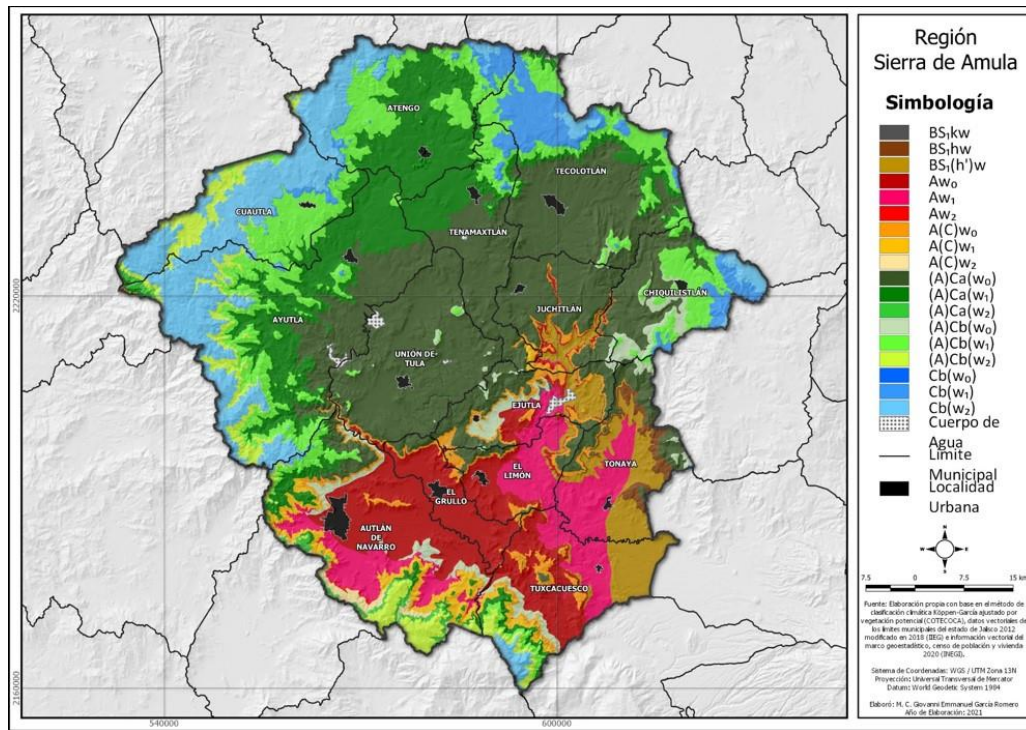 Región
Sierra de Amula
Simbología
BS₁kw
BS₁hw
BS₁(h')w
Aw₀
Aw₁
Aw₂
A(C)w₀
A(C)w₁
A(C)w₂
(A)Ca(w₀)
(A)Ca(w₁)
(A)Ca(w₂)
(A)Cb(w₀)
(A)Cb(w₁)
(A)Cb(w₂)
Cb(w₀)
Cb(w₁)
Cb(w₂)
Cuerpo de
Agua
Límite
Municipal
Localidad
Urbana
N
W
E
S
7.5 0 7.5 15 km
Fuente: Elaboración propia con base en el método de
clasificación climática Köppen-García ajustado por
vegetación potencial (COTECOCA), datos vectoriales de
los límites municipales del estado de Jalisco 2012
modificado en 2018 (IIEG) e información vectorial del
marco geoestadístico, censo de población y vivienda
2020 (INEGI).
Sistema de Coordenadas: WGS / UTM Zona 13N
Proyección: Universal Transversal de Mercator
Datum: World Geodetic System 1984
Elaboró: M. C. Giovanni Emmanuel García Romero
Año de Elaboración: 2021
ATENGO
TECOLOTLÁN
CUAUTLA
TENAMAXTLÁN
CHIQUILISTLÁN
2220000
JUCHITLÁN
AYUTLA
UNIÓN DE-
TULA
EJUTLA
EL
LIMÓN
TONAYA
EL
GRULLO
AUTLÁN
DE
NAVARRO
TUXCACUESCO
2160000
540000
600000